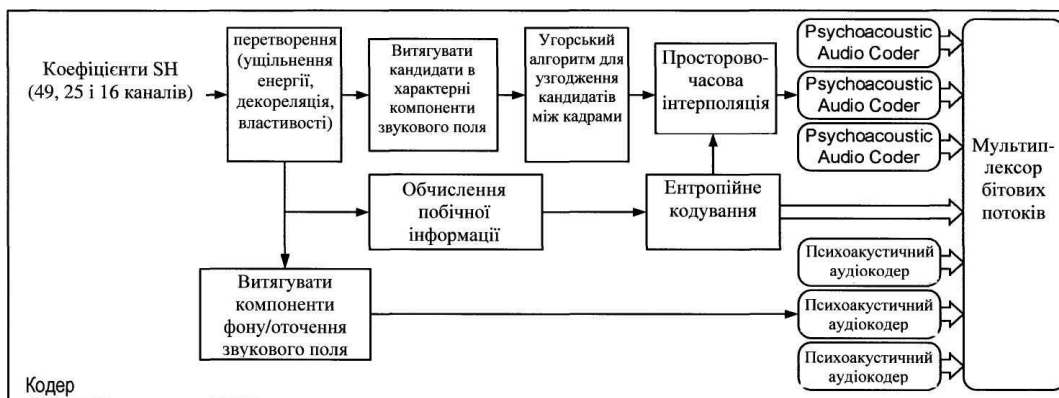 Коефіцієнти SH
(49, 25 і 16 каналів)
перетворення
(ущільнення
енергії,
декореляція,
властивості)
Витягувати
кандидати в
характерні
компоненти
звукового поля
Угорський
алгоритм для
узгодження
кандидатів
між кадрами
Просторово-
часова
інтерполяція
Psychoacoustic
Audio Coder
Psychoacoustic
Audio Coder
Psychoacoustic
Audio Coder
Мультип-
лексор
бітових
потоків
Обчислення
побічної
інформації
Ентропійне
кодування
Витягувати
компоненти
фону/оточення
звукового поля
Психоакустичний
аудіокодер
Психоакустичний
аудіокодер
Психоакустичний
аудіокодер
Кодер